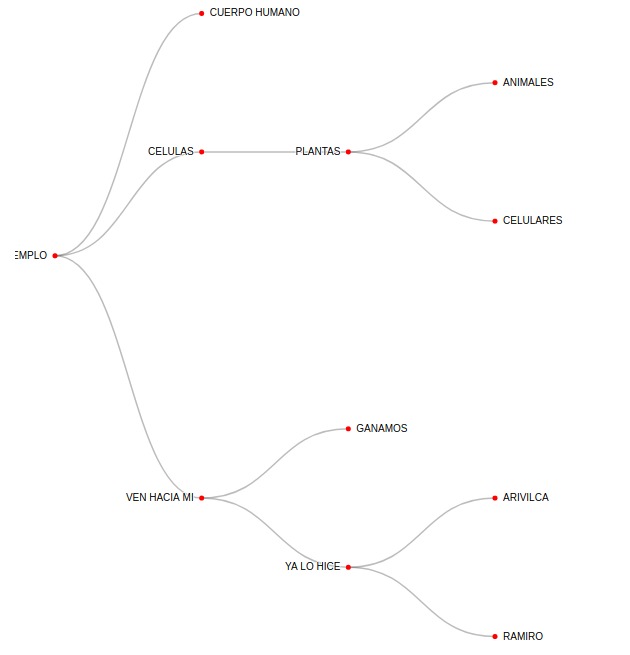 CUERPO HUMANO
ANIMALES
CELULAS
PLANTAS
CELULARES
EMPLO
GANAMOS
VEN HACIA MI
ARIVILCA
YA LO HICE
RAMIRO